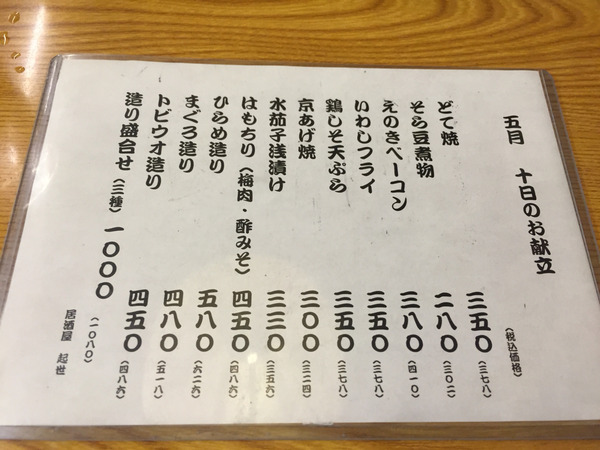 五月　十日のお献立
（税込価格）
どて焼　三五〇（三七八）
そら豆煮物　二八〇（三〇二）
えのきベーコン　三八〇（四一〇）
いわしフライ　三五〇（三七八）
鶏しそ天ぷら　三五〇（三七八）
京あげ焼　三〇〇（三二四）
水茄子浅漬け　三三〇（三五六）
はもちり（梅肉・酢みそ）　四五〇（四八六）
ひらめ造り　五八〇（六二六）
まぐろ造り　四八〇（五一八）
トビウオ造り　四五〇（四八六）
造り盛合せ（三種）一〇〇〇（一〇八〇）
居酒屋　起世